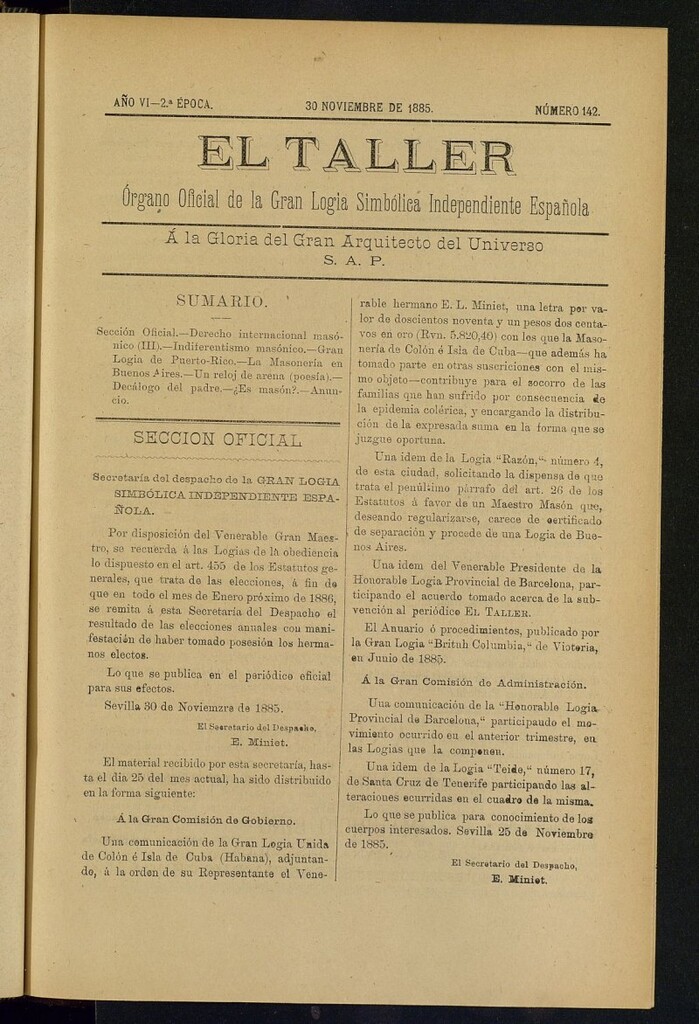 AÑO VI—2.ª ÉPOCA.
30 NOVIEMBRE DE 1885.
NÚMERO 142.
EL TALLER
Órgano Oficial de la Gran Logia Simbólica Independiente Española
Á la Gloria del Gran Arquitecto del Universo
S. A. P.
SUMARIO.
Sección Oficial.—Derecho internacional masó-
nico (III).—Indiferentismo masónico.—Gran
Logia de Puerto-Rico.—La Masonería en
Buenos Aires.—Un reloj de arena (poesía).—
Decálogo del padre.—¿Es masón?.—Anun-
cio.
SECCION OFICIAL
Secretaría del despacho de la GRAN LOGIA
SIMBÓLICA INDEPENDIENTE ESPA-
ÑOLA.
Por disposición del Venerable Gran Maes-
tro, se recuerda á las Logias de la obediencia
lo dispuesto en el art. 455 de los Estatutos ge-
nerales, que trata de las elecciones, á fin de
que en todo el mes de Enero próximo de 1886,
se remita á esta Secretaría del Despacho el
resultado de las elecciones anuales con mani-
festación de haber tomado posesión los herma-
nos electos.
Lo que se publica en el periódico oficial
para sus efectos.
Sevilla 30 de Noviemzre de 1885.
El Secretario del Despacho,
E. Miniet.
El material recibido por esta secretaría, has-
ta el dia 25 del mes actual, ha sido distribuido
en la forma siguiente:
Á la Gran Comisión de Gobierno.
Una comunicación de la Gran Logia Unida
de Colón é Isla de Cuba (Habana), adjuntan-
do, á la orden de su Representante el Vene-
rable hermano E. L. Miniet, una letra por va-
lor de doscientos noventa y un pesos dos centa-
vos en oro (Rvn. 5.820,40) con los que la Maso-
nería de Colón é Isla de Cuba—que además ha
tomado parte en otras suscriciones con el mis-
mo objeto—contribuye para el socorro de las
familias que han sufrido por consecuencia de
la epidemia colérica, y encargando la distribu-
ción de la expresada suma en la forma que se
juzgue oportuna.
Una idem de la Logia "Razón,“ número 4,
de esta ciudad, solicitando la dispensa de que
trata el penúltimo párrafo del art. 26 de los
Estatutos á favor de un Maestro Masón que,
deseando regularizarse, carece de certificado
de separación y procede de una Logia de Bue-
nos Aires.
Una idem del Venerable Presidente de la
Honorable Logia Provincial de Barcelona, par-
ticipando el acuerdo tomado acerca de la sub-
vención al periódico EL TALLER.
El Anuario ó procedimientos, publicado por
la Gran Logia "Brituh Columbia,“ de Victoria,
en Junio de 1885.
Á la Gran Comisión de Administración.
Una comunicación de la "Honorable Logia
Provincial de Barcelona,“ participando el mo-
vimiento ocurrido en el anterior trimestre, en
las Logias que la componen.
Una idem de la Logia "Teide,“ número 17,
de Santa Cruz de Tenerife participando las al-
teraciones ecurridas en el cuadro de la misma.
Lo que se publica para conocimiento de los
cuerpos interesados. Sevilla 25 de Noviembre
de 1885.
El Secretario del Despacho,
E. Miniet.